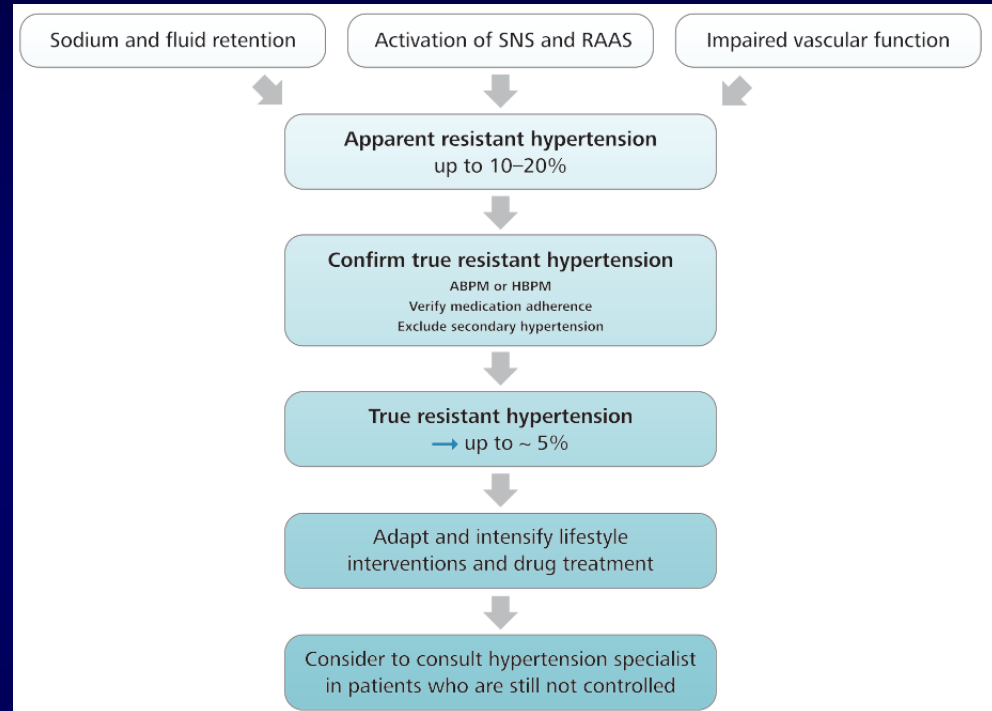 Sodium and fluid retention
Activation of SNS and RAAS
Impaired vascular function
Apparent resistant hypertension
up to 10–20%
Confirm true resistant hypertension
ABPM or HBPM
Verify medication adherence
Exclude secondary hypertension
True resistant hypertension
→ up to ~ 5%
Adapt and intensify lifestyle
interventions and drug treatment
Consider to consult hypertension specialist
in patients who are still not controlled